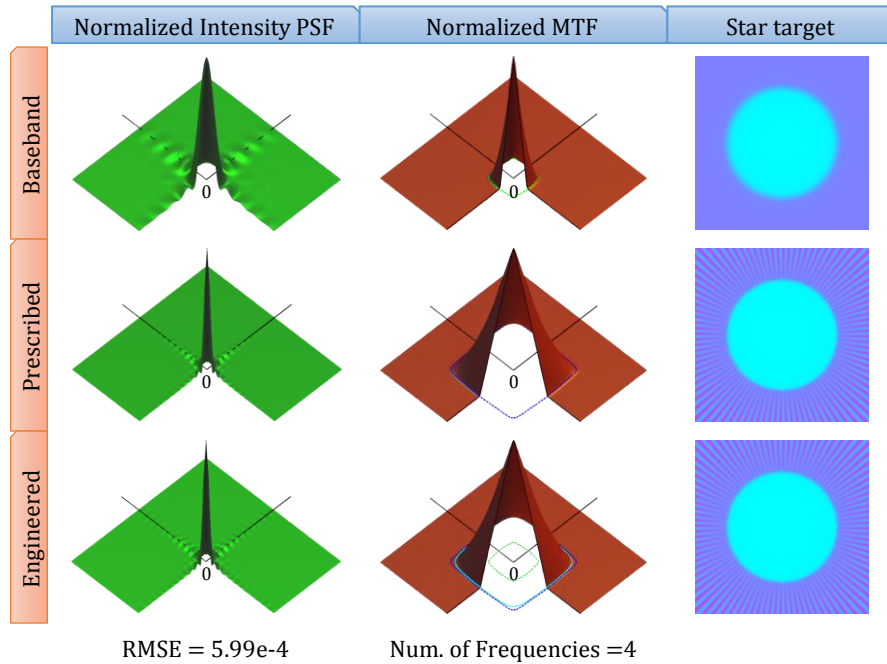 Normalized Intensity PSF
Normalized MTF
Star target
Baseband
0
0
Prescribed
0
0
Engineered
0
0
RMSE = 5.99e-4
Num. of Frequencies =4